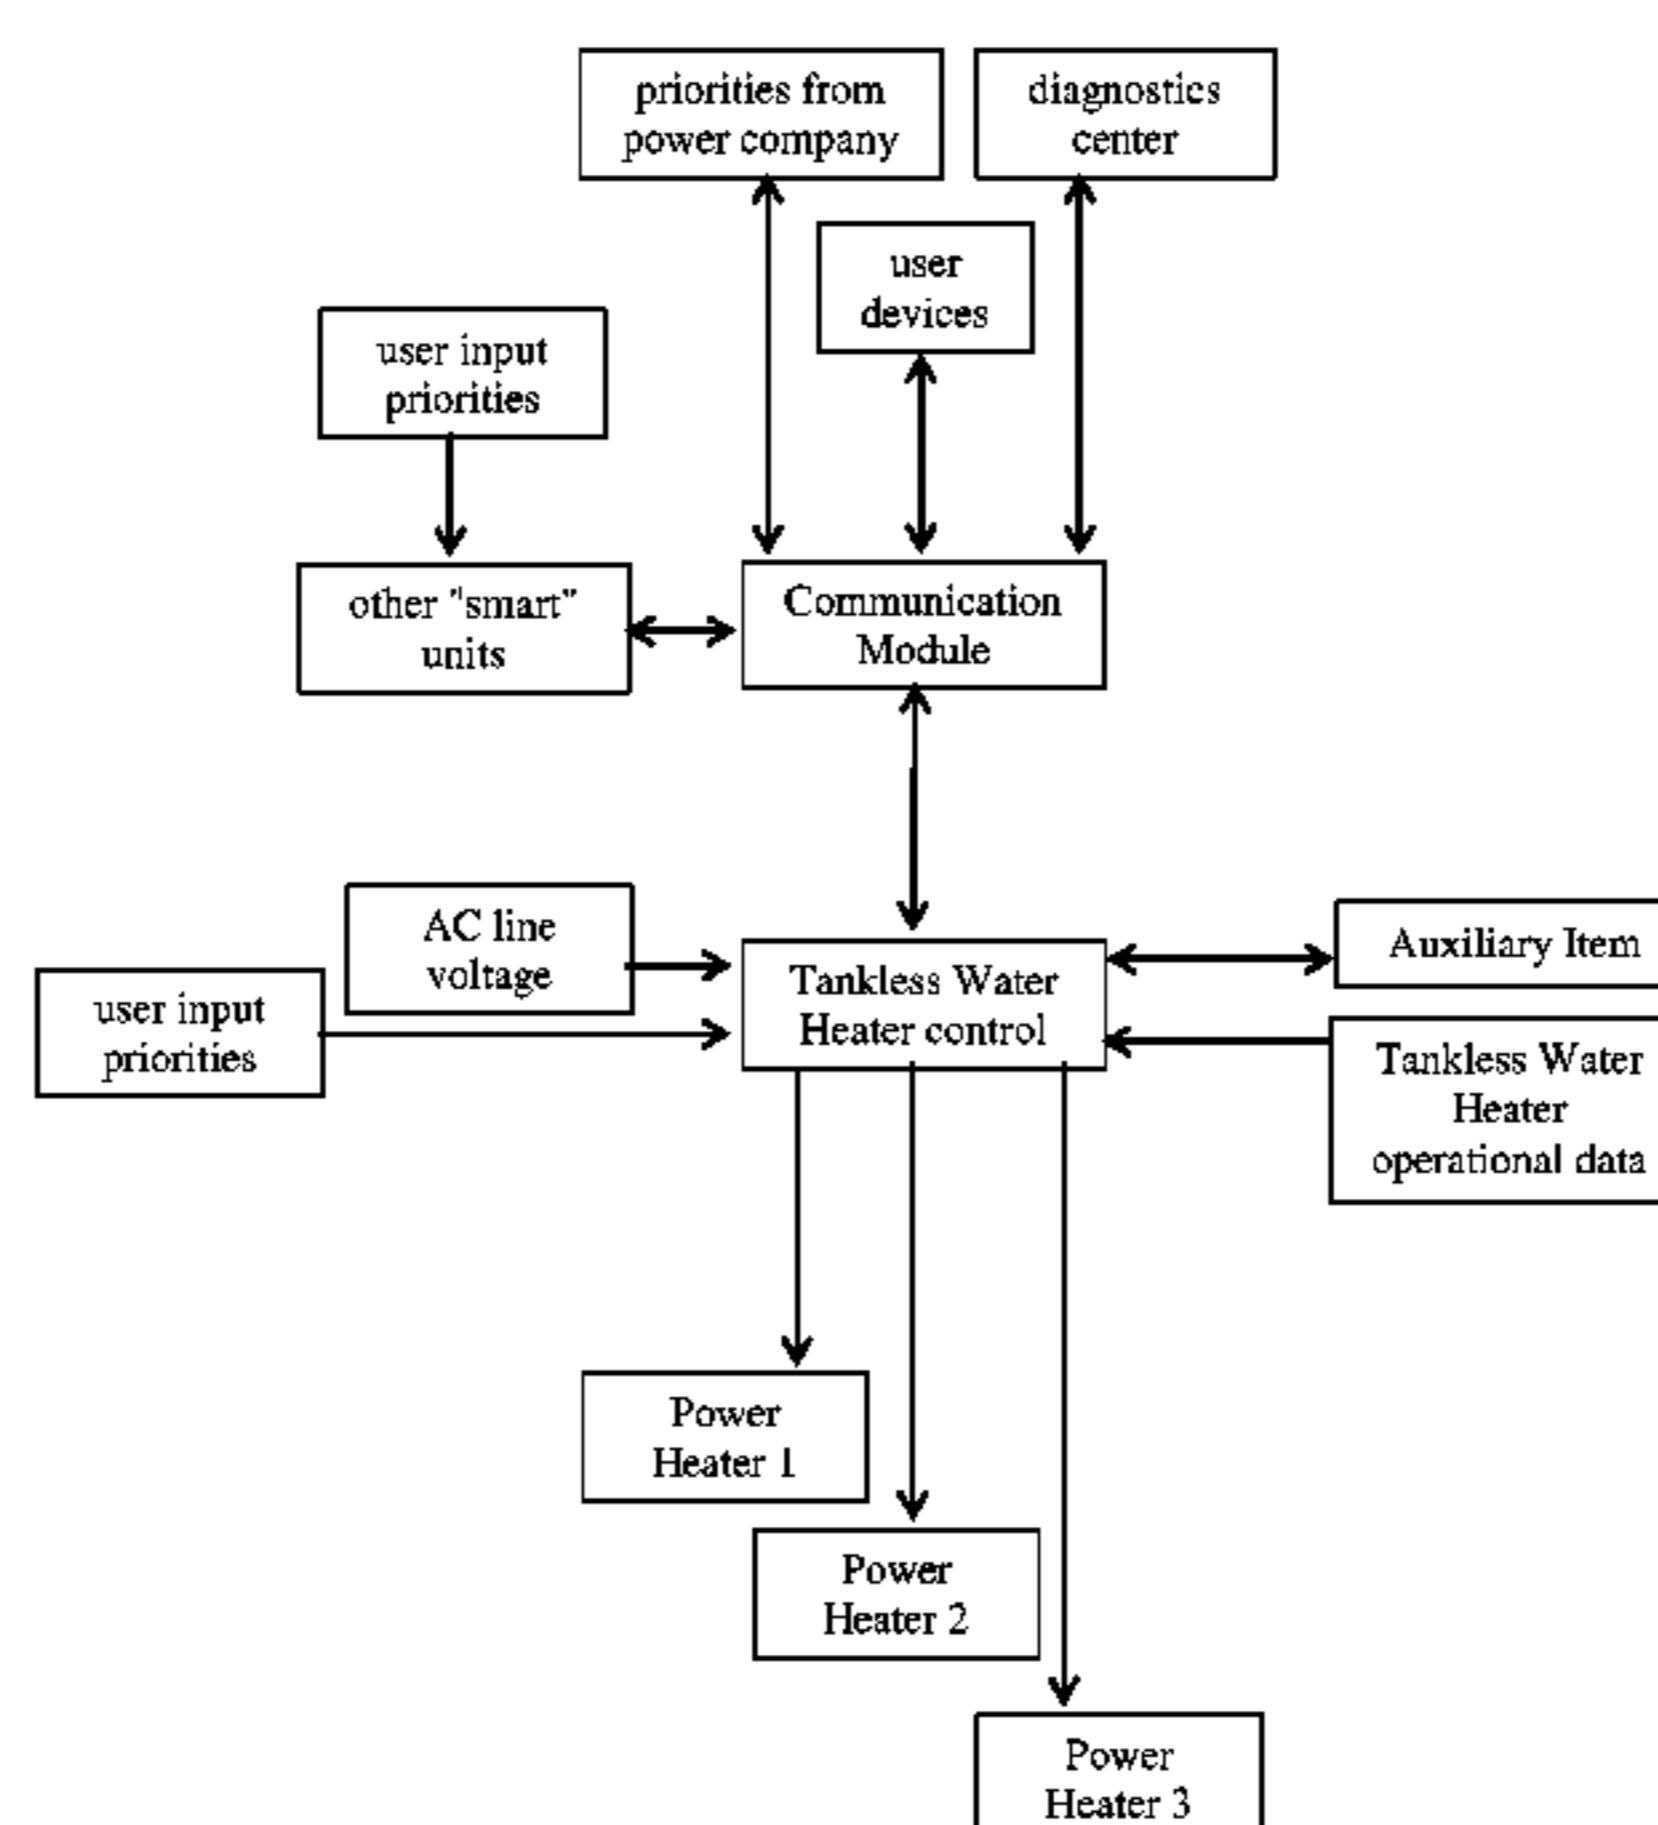 priorities from
power company
diagnostics
center
user
devices
user input
priorities
other "smart"
units
Communication
Module
AC line
voltage
user input
priorities
Tankless Water
Heater control
Auxiliary Item
Tankless Water
Heater
operational data
Power
Heater 1
Power
Heater 2
Power
Heater 3